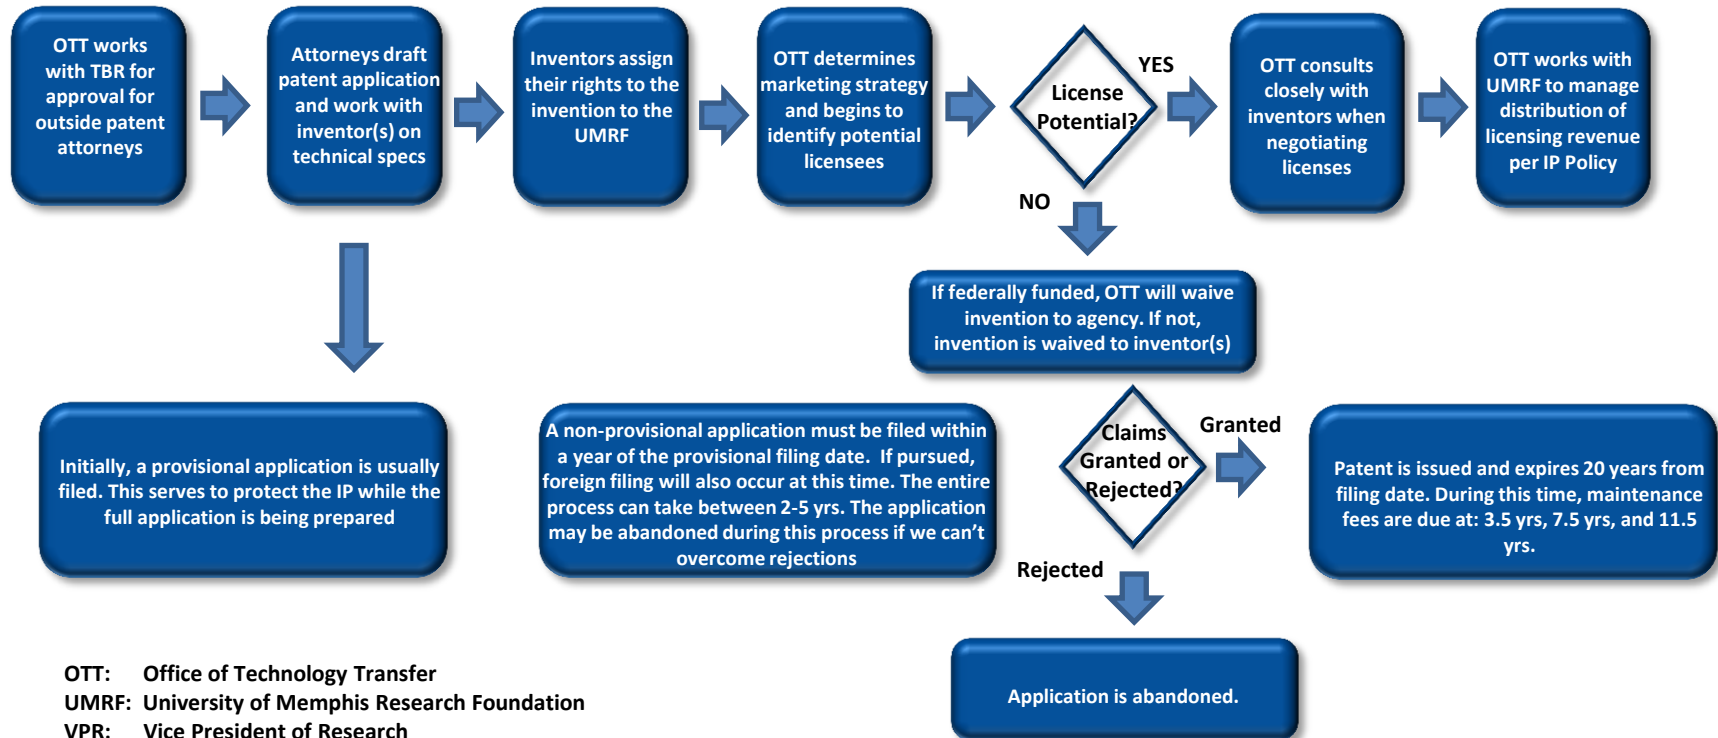 OTT works
with TBR for
approval for
outside patent
attorneys
Attorneys draft
patent application
and work with
inventor(s) on
technical specs
Inventors assign
their rights to the
invention to the
UMRF
OTT determines
marketing strategy
and begins to
identify potential
licensees
License
Potential?
YES
OTT consults
closely with
inventors when
negotiating
licenses
OTT works with
UMRF to manage
distribution of
licensing revenue
per IP Policy
NO
If federally funded, OTT will waive
invention to agency. If not,
invention is waived to inventor(s)
Initially, a provisional application is usually
filed. This serves to protect the IP while the
full application is being prepared
A non-provisional application must be filed within
a year of the provisional filing date.  If pursued,
foreign filing will also occur at this time. The entire
process can take between 2-5 yrs. The application
may be abandoned during this process if we can't
overcome rejections
Claims
Granted or
Rejected?
Granted
Patent is issued and expires 20 years from
filing date. During this time, maintenance
fees are due at: 3.5 yrs, 7.5 yrs, and 11.5
yrs.
Rejected
Application is abandoned.
OTT: Office of Technology Transfer
UMRF: University of Memphis Research Foundation
VPR: Vice President of Research